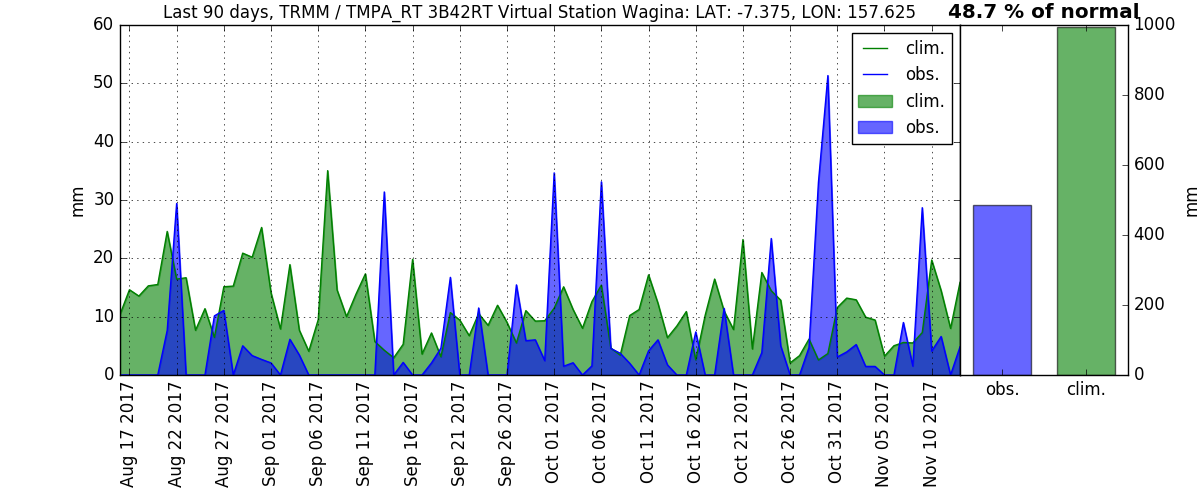 Last 90 days, TRMM / TMPA_RT 3B42RT Virtual Station Wagina: LAT: -7.375, LON: 157.625
48.7 % of normal
clim.
obs.
clim.
obs.
mm
60
50
40
30
20
10
0
Aug 17 2017
Aug 22 2017
Aug 27 2017
Sep 01 2017
Sep 06 2017
Sep 11 2017
Sep 16 2017
Sep 21 2017
Sep 26 2017
Oct 01 2017
Oct 06 2017
Oct 11 2017
Oct 16 2017
Oct 21 2017
Oct 26 2017
Oct 31 2017
Nov 05 2017
Nov 10 2017
1000
800
600
400
200
0
mm
obs.
clim.